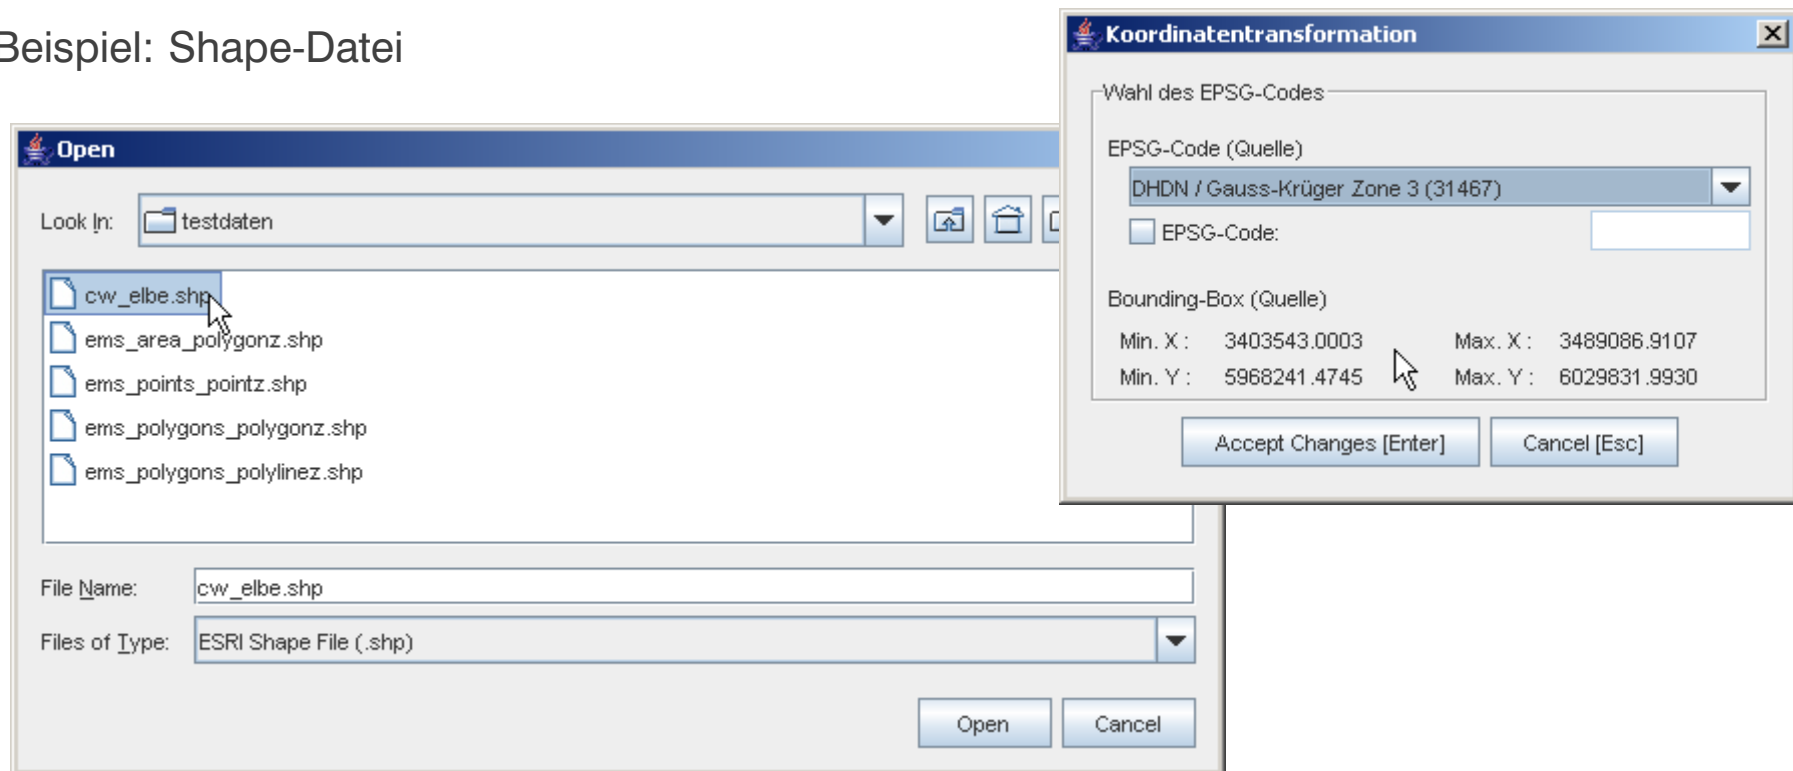 Beispiel: Shape-Datei
Open
Look In: testdaten
cw_elbe.shp
ems_area_polygonz.shp
ems_points_pointz.shp
ems_polygons_polygonz.shp
ems_polygons_polylinez.shp
File Name: cw_elbe.shp
Files of Type: ESRI Shape File (.shp)
Open Cancel
Koordinatentransformation
Wahl des EPSG-Codes
EPSG-Code (Quelle)
DHDN / Gauss-Krüger Zone 3 (31467)
EPSG-Code:
Bounding-Box (Quelle)
Min. X : 3403543.0003 Max. X : 3489086.9107
Min. Y : 5968241.4745 Max. Y : 6029831.9930
Accept Changes [Enter] Cancel [Esc]